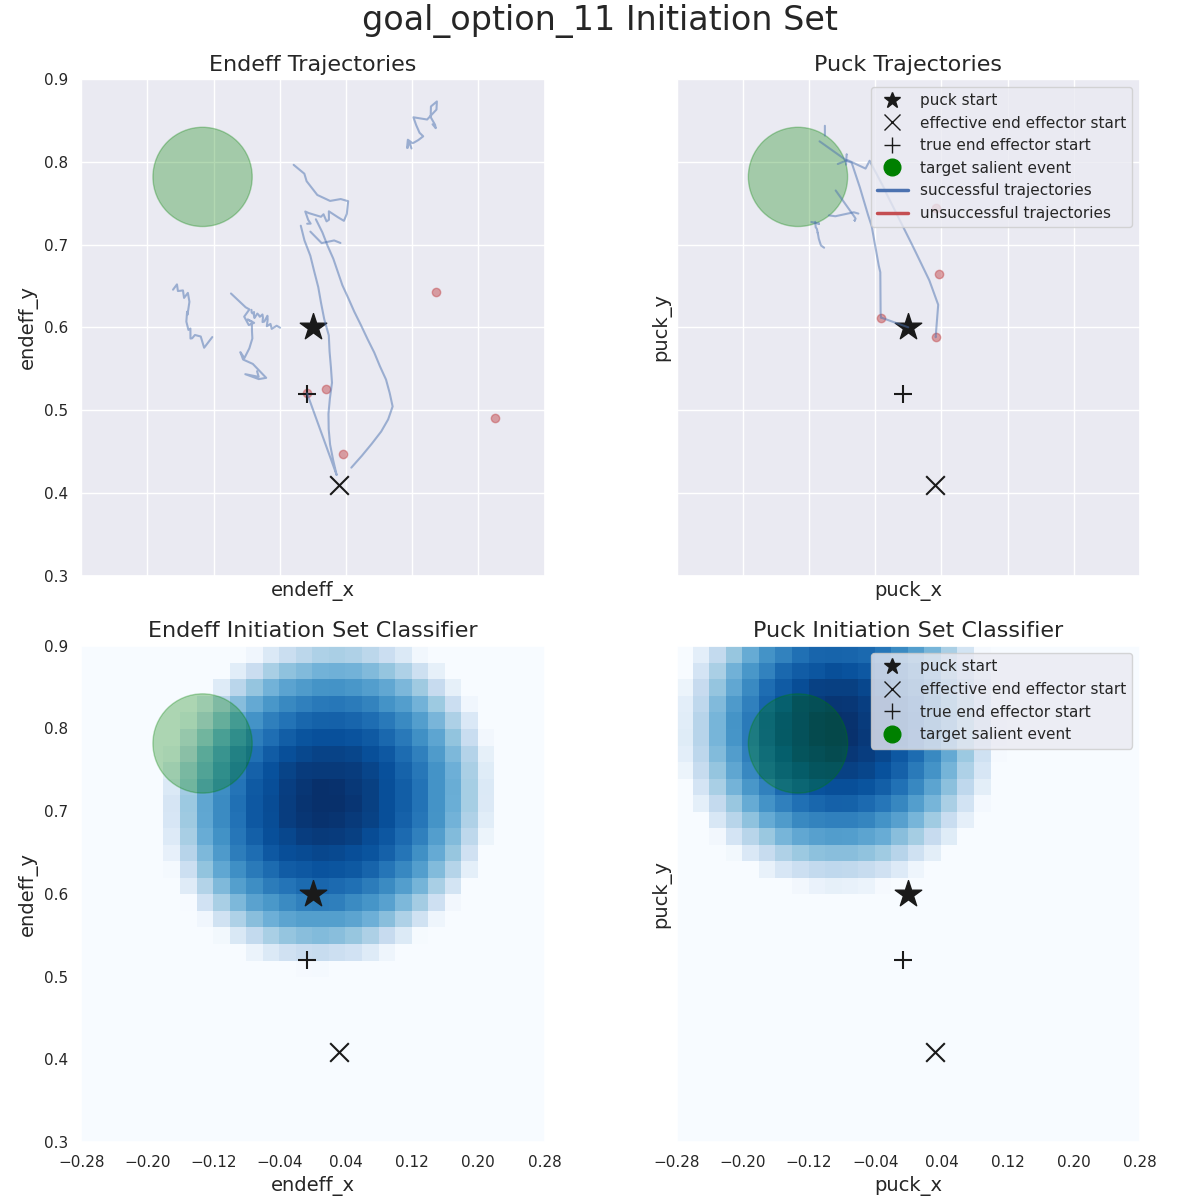 goal_option_11 Initiation Set
Endeff Trajectories
0.9
0.8
0.7
0.6
0.5
0.4
0.3
endeff_y
endeff_x
Puck Trajectories
puck start
effective end effector start
true end effector start
target salient event
successful trajectories
unsuccessful trajectories
puck_y
puck_x
Endeff Initiation Set Classifier
0.9
0.8
0.7
0.6
0.5
0.4
0.3
endeff_y
−0.28 −0.20 −0.12 −0.04 0.04 0.12 0.20 0.28
endeff_x
Puck Initiation Set Classifier
puck start
effective end effector start
true end effector start
target salient event
puck_y
−0.28 −0.20 −0.12 −0.04 0.04 0.12 0.20 0.28
puck_x